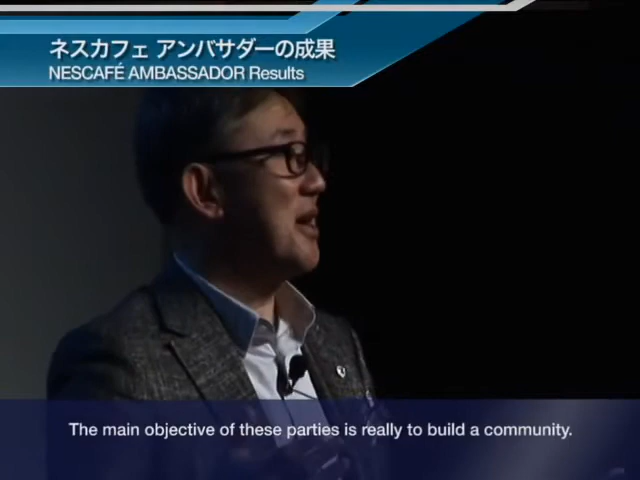 ネスカフェ アンバサダーの成果
NESCAFÉ AMBASSADOR Results
The main objective of these parties is really to build a community.